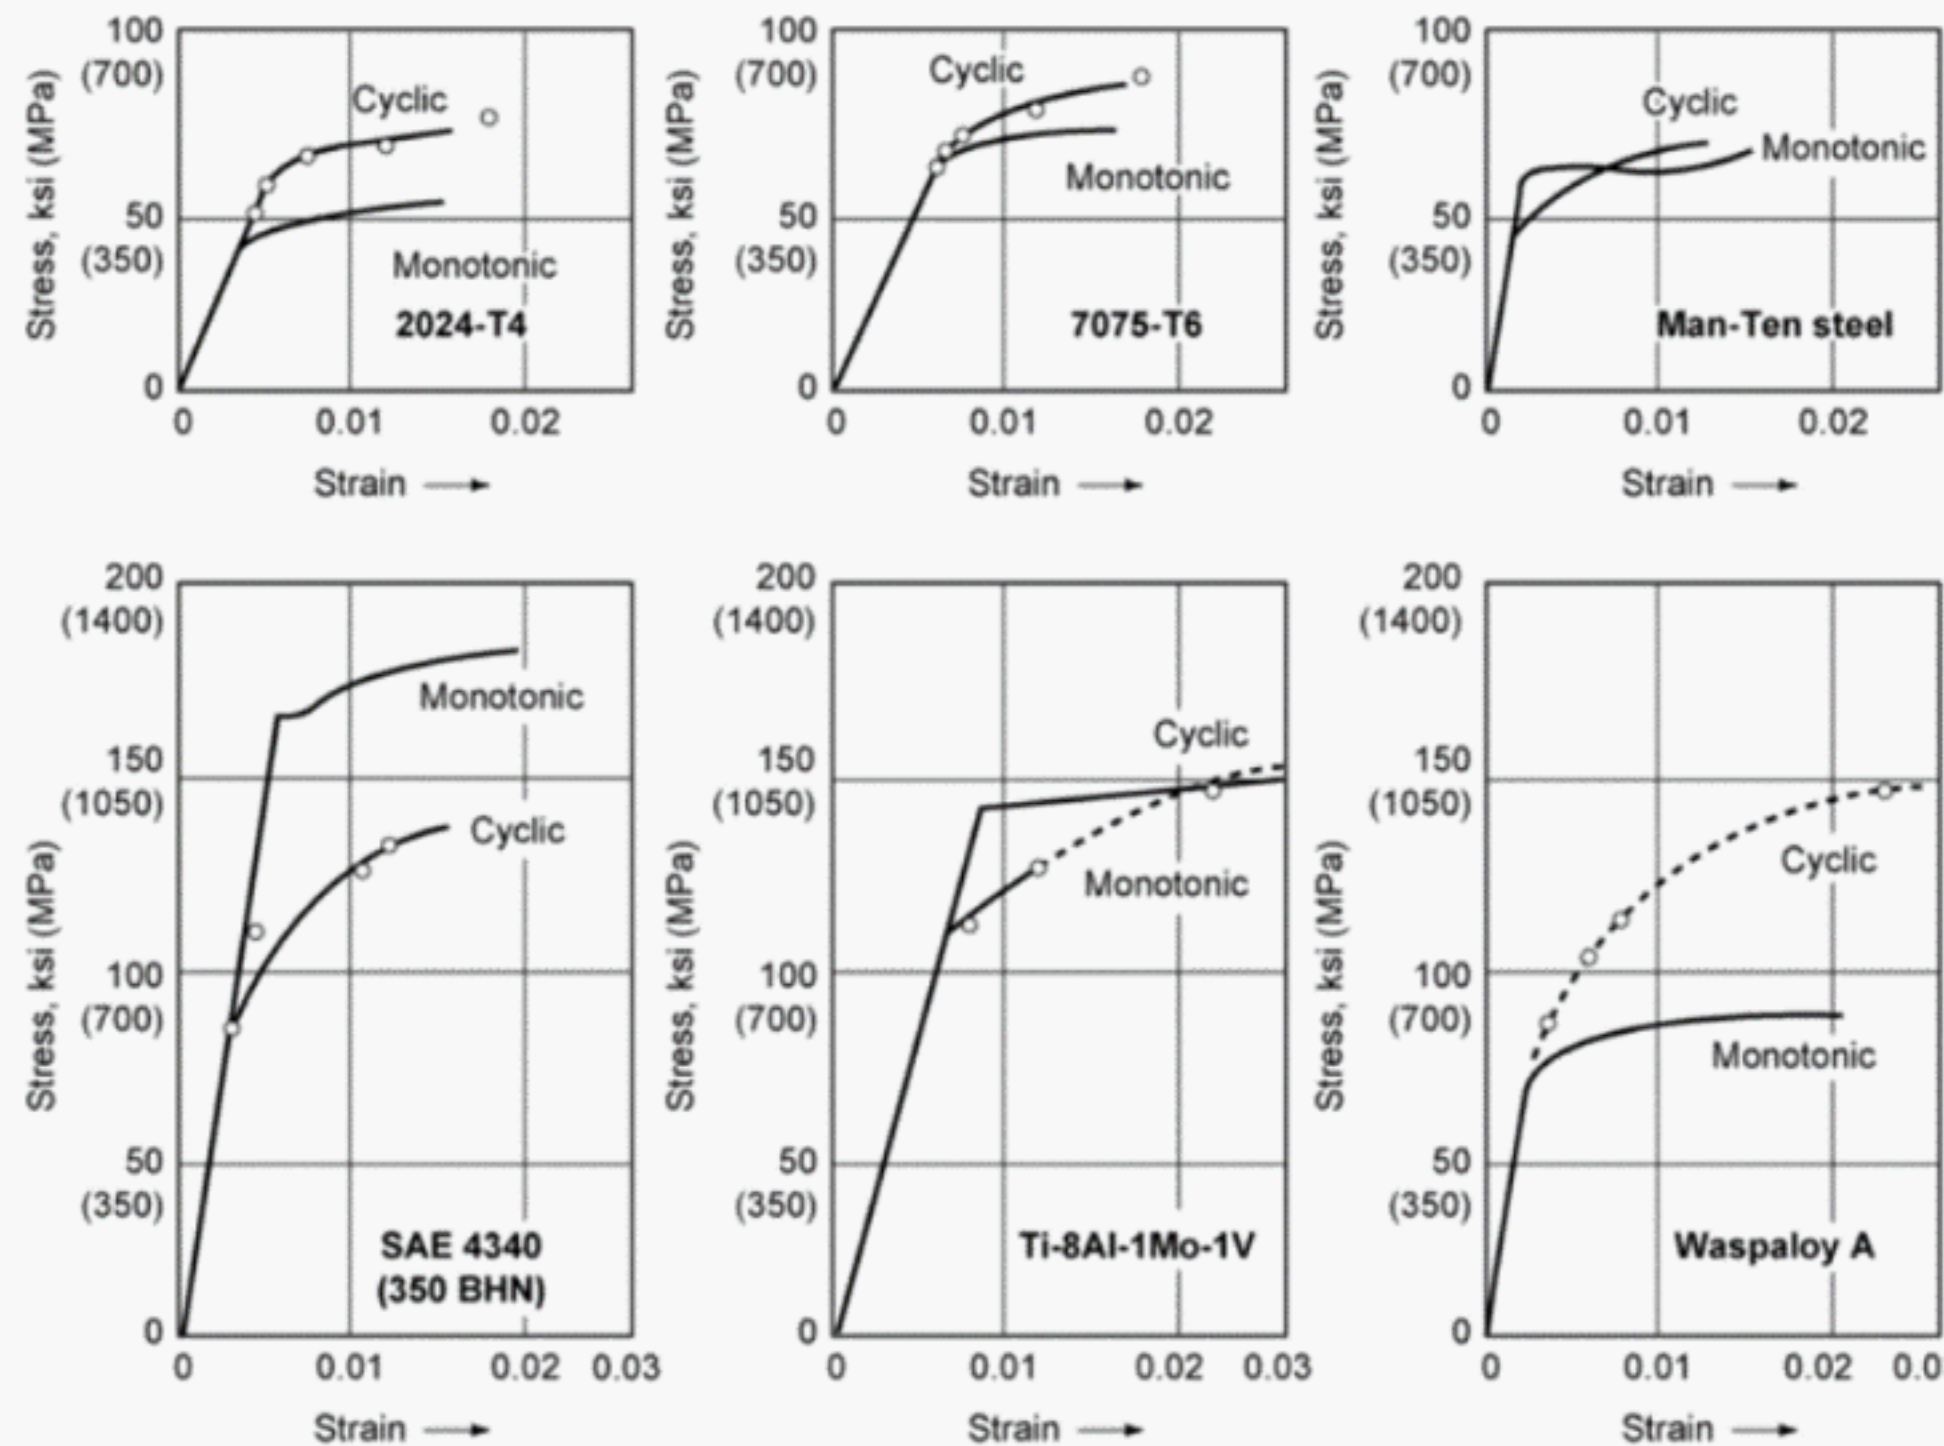 100
(700)
50
(350)
0
Stress, ksi (MPa)
Cyclic
Monotonic
2024-T4
0 0.01 0.02
Strain
100
(700)
50
(350)
0
Stress, ksi (MPa)
Cyclic
Monotonic
7075-T6
0 0.01 0.02
Strain
100
(700)
50
(350)
0
Stress, ksi (MPa)
Cyclic
Monotonic
Man-Ten steel
0 0.01 0.02
Strain
200
(1400)
150
(1050)
100
(700)
50
(350)
0
Stress, ksi (MPa)
Monotonic
Cyclic
SAE 4340
(350 BHN)
0 0.01 0.02 0.03
Strain
200
(1400)
150
(1050)
100
(700)
50
(350)
0
Stress, ksi (MPa)
Cyclic
Monotonic
Ti-8Al-1Mo-1V
0 0.01 0.02 0.03
Strain
200
(1400)
150
(1050)
100
(700)
50
(350)
0
Stress, ksi (MPa)
Cyclic
Monotonic
Waspaloy A
0 0.01 0.02 0.0
Strain